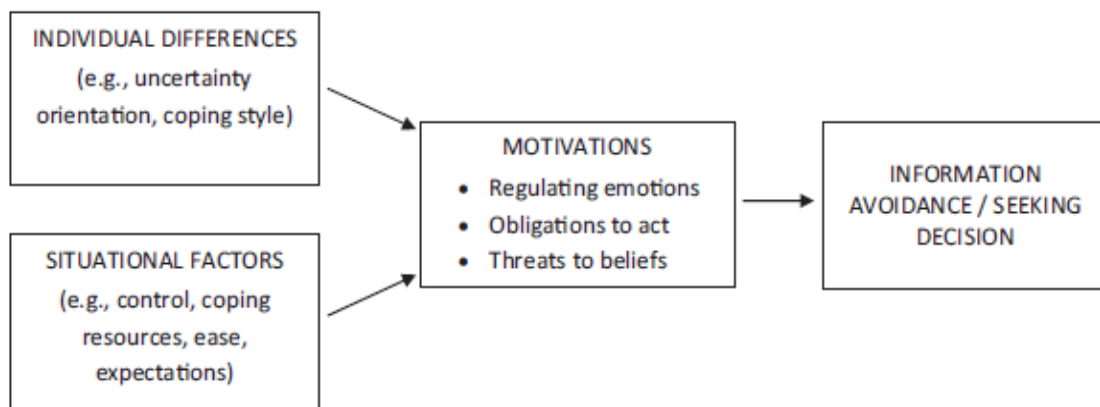 INDIVIDUAL DIFFERENCES
(e.g., uncertainty
orientation, coping style)
SITUATIONAL FACTORS
(e.g., control, coping
resources, ease,
expectations)
MOTIVATIONS
• Regulating emotions
• Obligations to act
• Threats to beliefs
INFORMATION
AVOIDANCE / SEEKING
DECISION